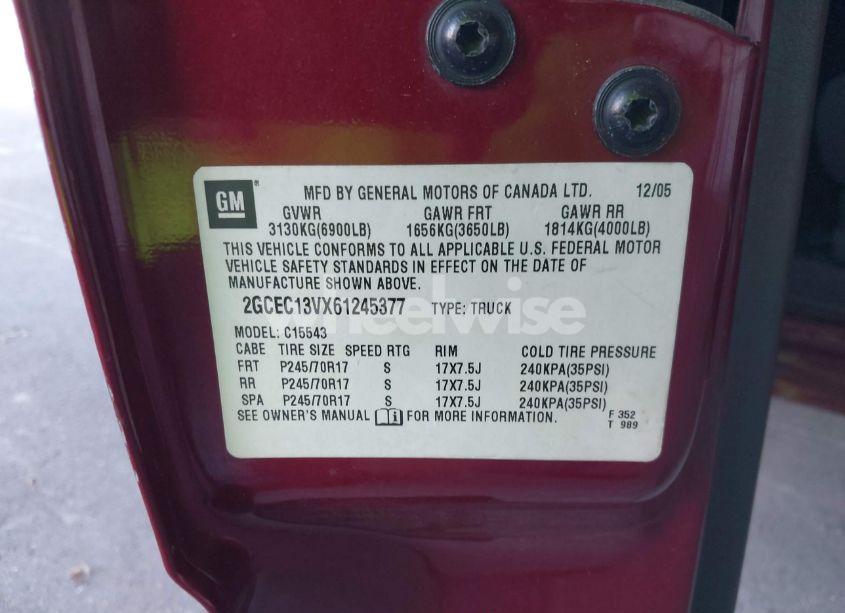 GM ® MFD BY GENERAL MOTORS OF CANADA LTD. 12/05
GVWR GAWR FRT GAWR RR
3130KG(6900LB) 1656KG(3650LB) 1814KG(4000LB)
THIS VEHICLE CONFORMS TO ALL APPLICABLE U.S. FEDERAL MOTOR
VEHICLE SAFETY STANDARDS IN EFFECT ON THE DATE OF
MANUFACTURE SHOWN ABOVE.
2GCEC13VX61245377 TYPE: TRUCK
wheelwise
MODEL: C15543
CABE TIRE SIZE SPEED RTG RIM COLD TIRE PRESSURE
FRT P245/70R17 S 17X7.5J 240KPA(35PSI)
RR P245/70R17 S 17X7.5J 240KPA(35PSI)
SPA P245/70R17 S 17X7.5J 240KPA(35PSI)
SEE OWNER'S MANUAL FOR MORE INFORMATION.
F 352
T 989